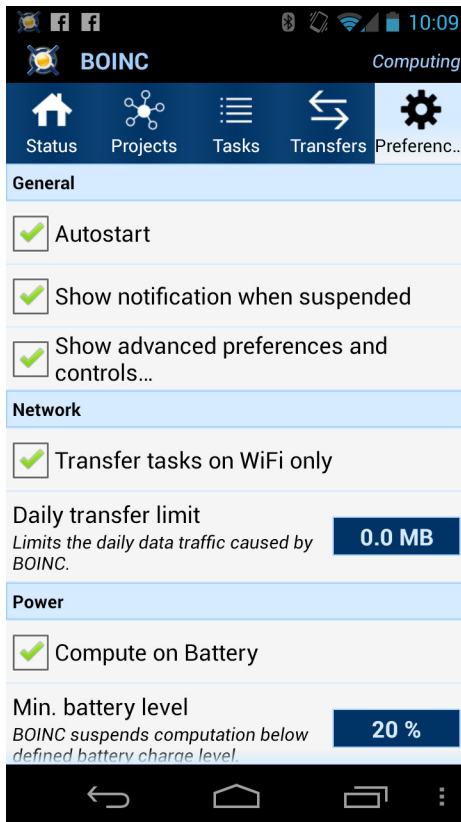 10:09
BOINC
Computing
Status
Projects
Tasks
Transfers
Preferenc..
General
Autostart
Show notification when suspended
Show advanced preferences and
controls...
Network
Transfer tasks on WiFi only
Daily transfer limit
Limits the daily data traffic caused by
BOINC.
0.0 MB
Power
Compute on Battery
Min. battery level
BOINC suspends computation below
defined battery charge level.
20 %